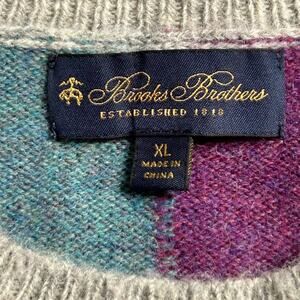 Brooks Brothers
ESTABLISHED 1818
XL
MADE IN
CHINA